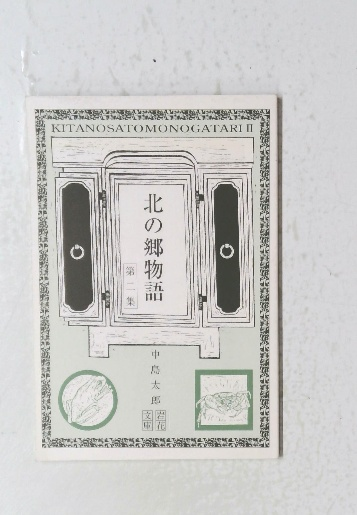 KITANOSATOMONOGATARI II
北の郷物語
第二集
中島太郎
岩花
文庫